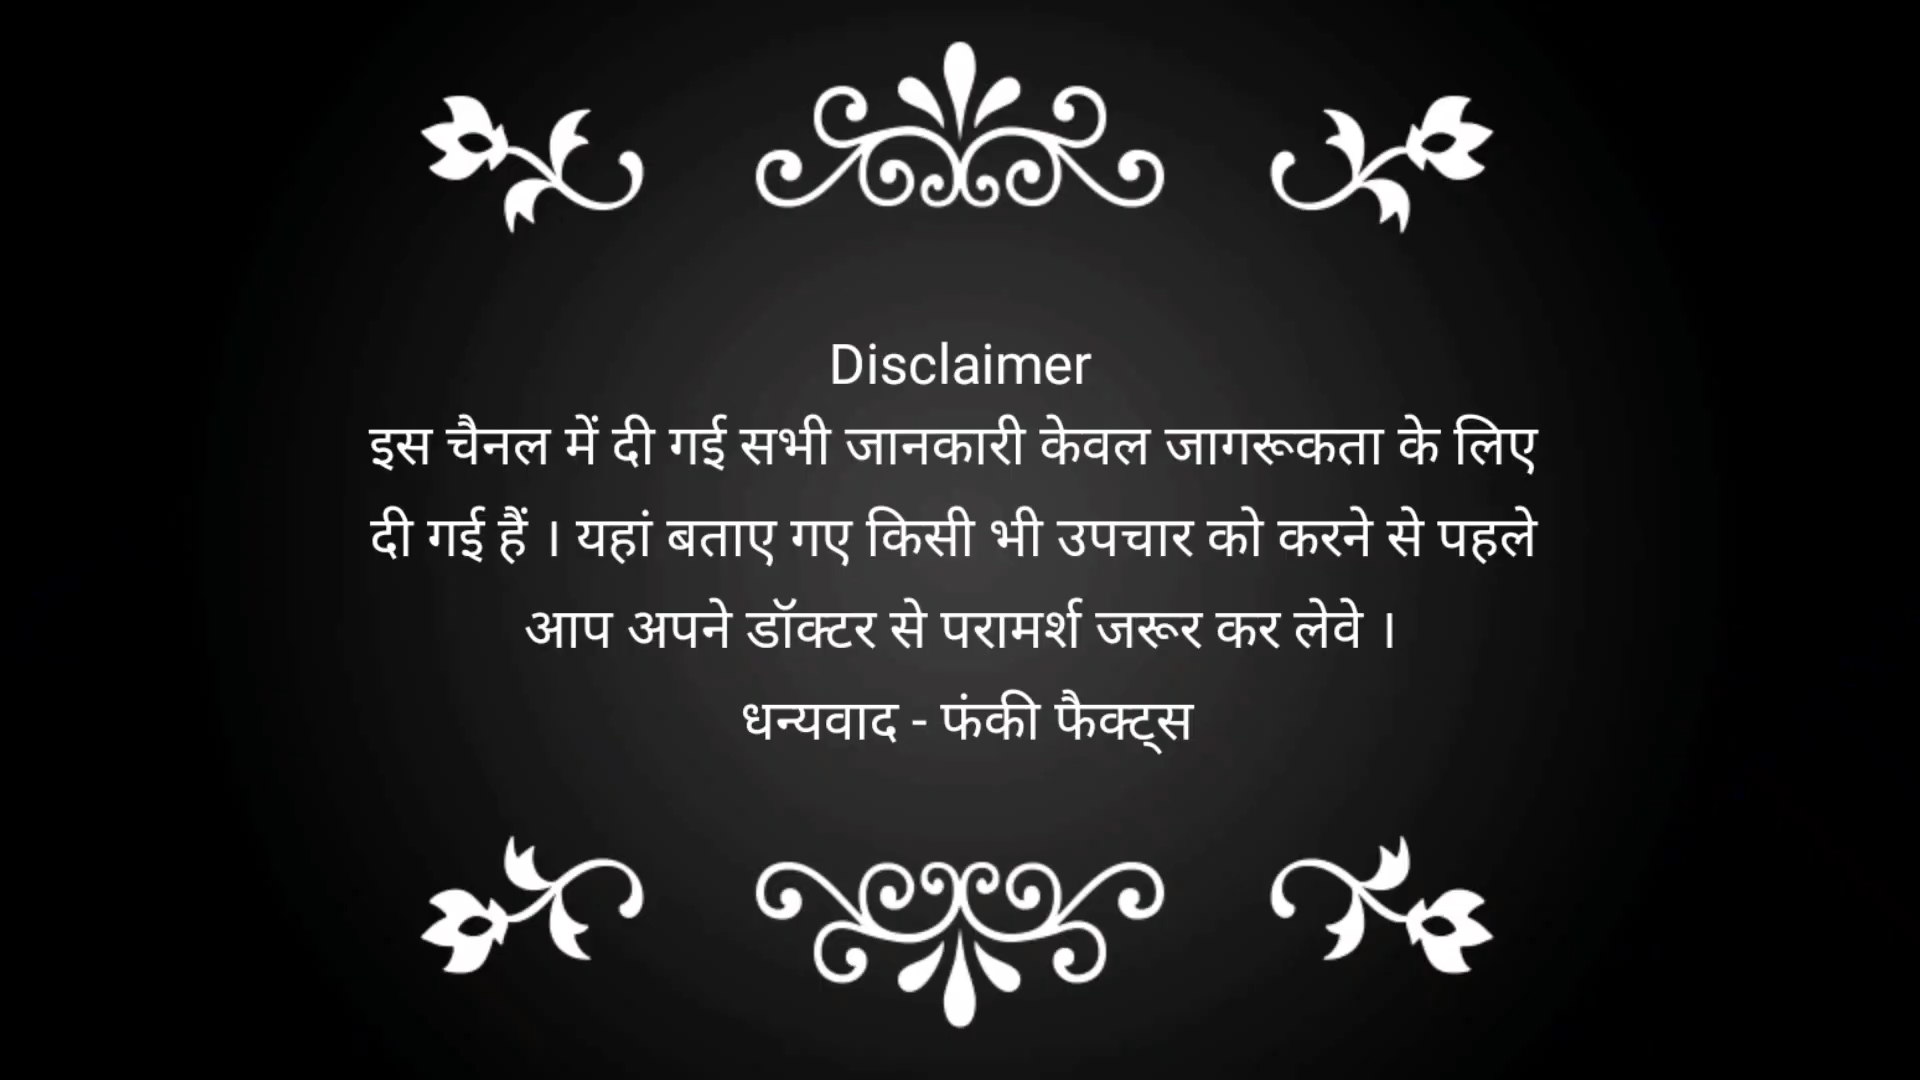 Disclaimer
इस चैनल में दी गई सभी जानकारी केवल जागरूकता के लिए
दी गई हैं । यहां बताए गए किसी भी उपचार को करने से पहले
आप अपने डॉक्टर से परामर्श जरूर कर लेवे ।
धन्यवाद - फंकी फैक्ट्स